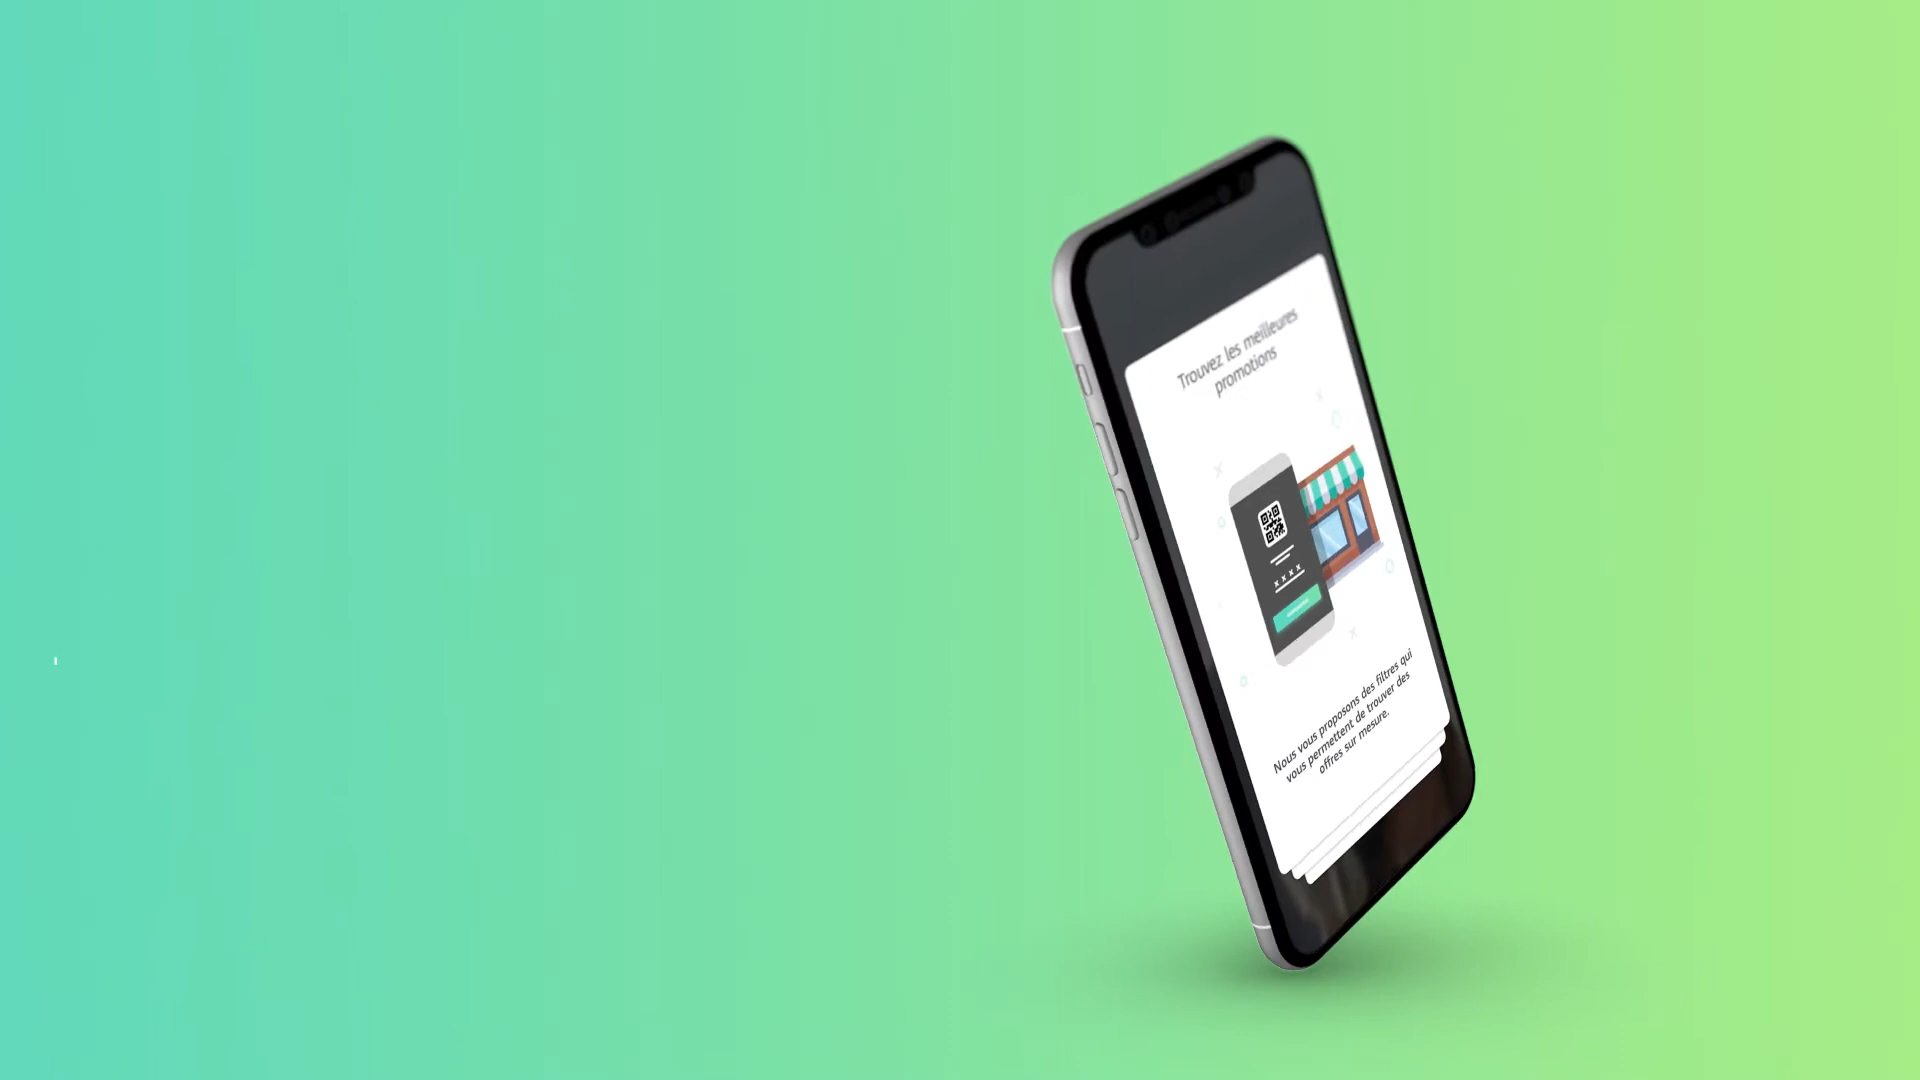 Trouvez les meilleures
promotions
Nous vous proposons des filtres qui
vous permettent de trouver des
offres sur mesure.